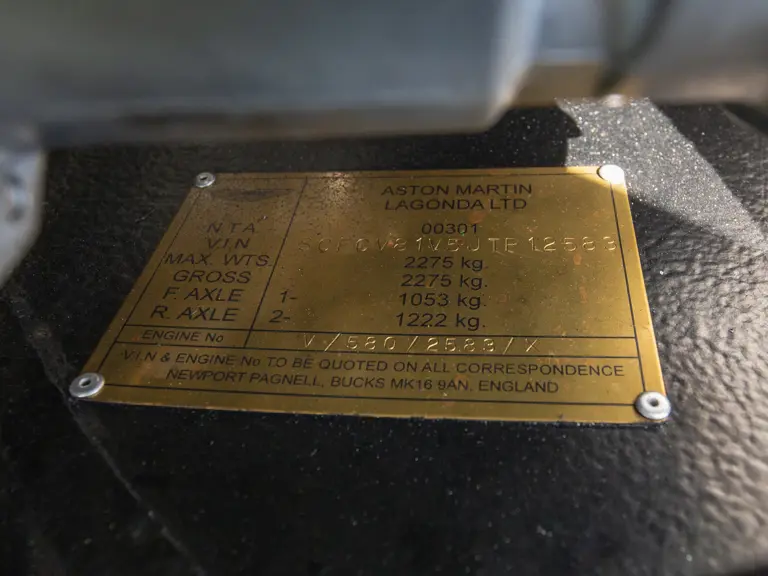 ASTON MARTIN
LAGONDA LTD
N T A 00301
V.I.N SCFCV81V5JTR12583
MAX. WTS 2275 kg.
GROSS 2275 kg.
F. AXLE 1- 1053 kg.
R. AXLE 2- 1222 kg.
ENGINE No V/580/2583/X
V.I.N & ENGINE No TO BE QUOTED ON ALL CORRESPONDENCE
NEWPORT PAGNELL, BUCKS MK16 9AN, ENGLAND